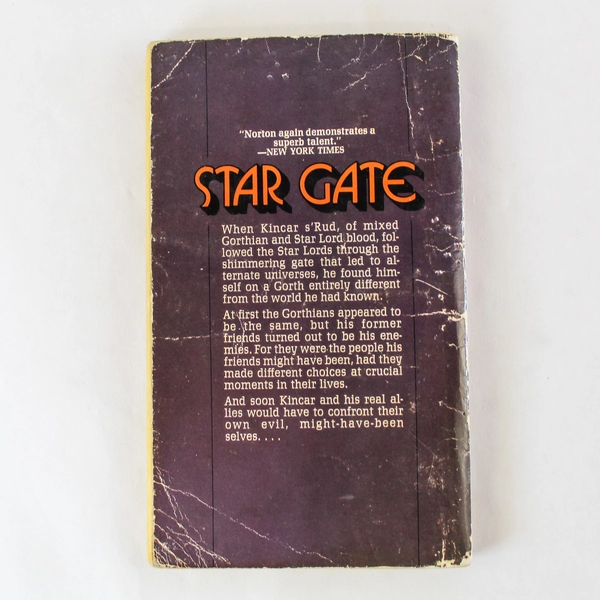 "Norton again demonstrates a
superb talent."
—NEW YORK TIMES
STAR GATE
When Kincar s'Rud, of mixed
Gorthian and Star Lord blood, fol-
lowed the Star Lords through the
shimmering gate that led to al-
ternate universes, he found him-
self on a Gorth entirely different
from the world he had known.
At first the Gorthians appeared to
be the same, but his former
friends turned out to be his ene-
mies. For they were the people his
friends might have been, had they
made different choices at crucial
moments in their lives.
And soon Kincar and his real al-
lies would have to confront their
own evil, might-have-been
selves. . . .